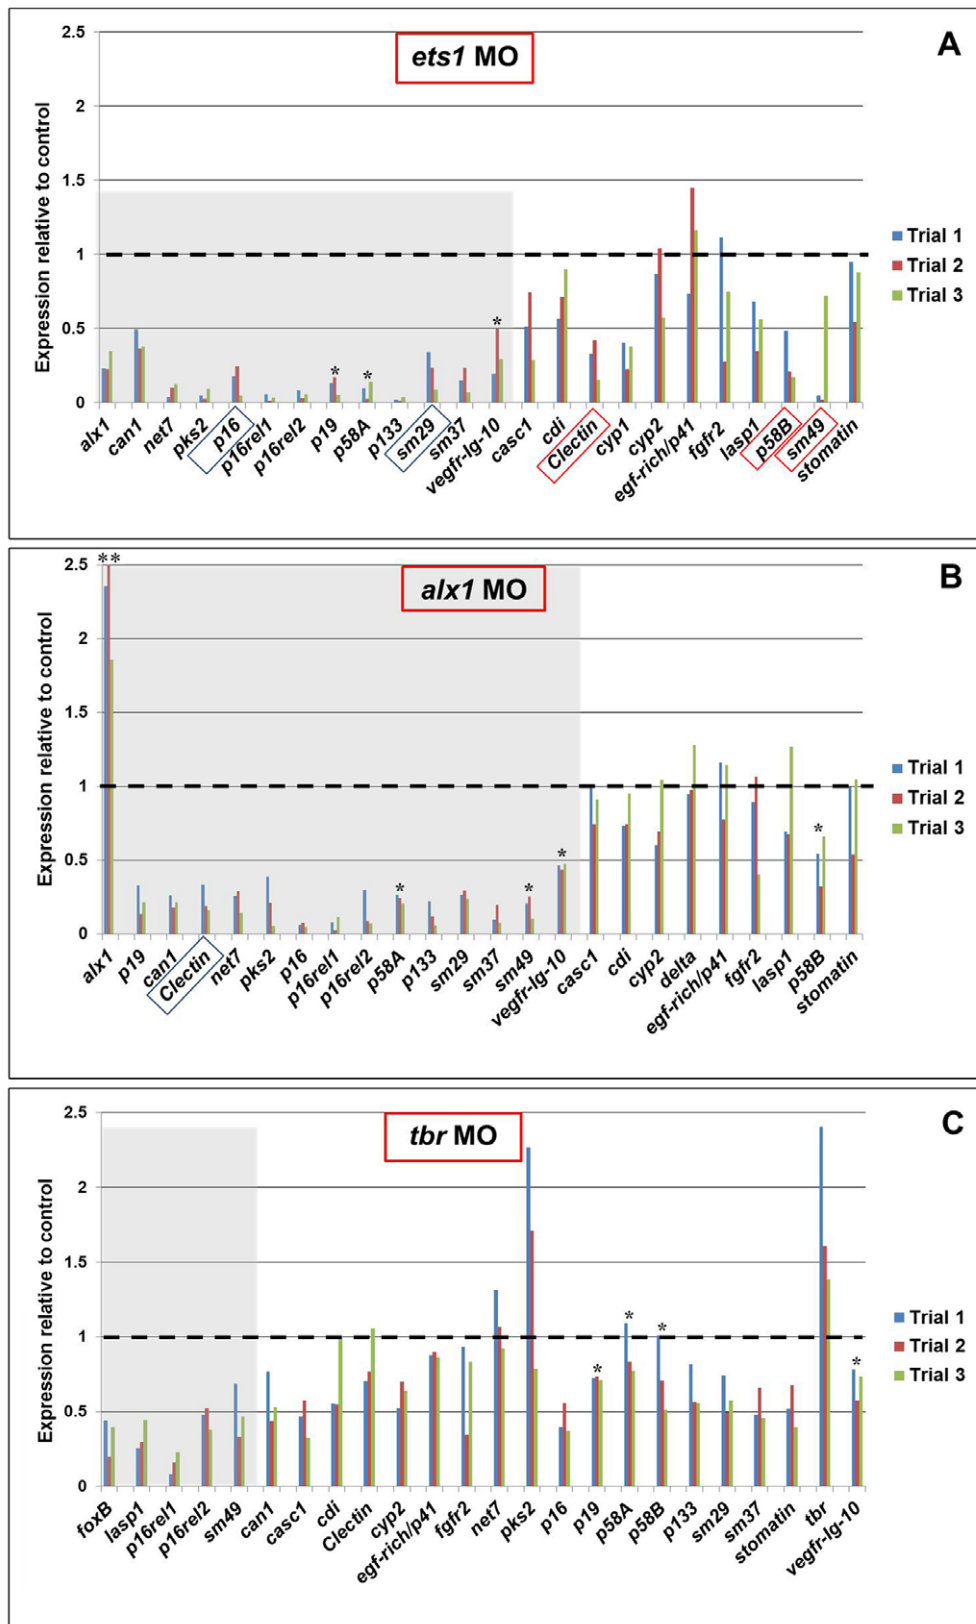 A
ets1 MO
Expression relative to control
2.5
2
1.5
1
0.5
0
* * *
alx1 can1 net7 pks2 p16 p16rel1 p16rel2 p19 p58A p133 sm29 sm37 vegfr-Ig-10 casc1 cdi Clectin cyp1 cyp2 egf-rich/p41 fgfr2 lasp1 p58B sm49 stomatin
Trial 1
Trial 2
Trial 3
B
alx1 MO
Expression relative to control
2.5
2
1.5
1
0.5
0
** * * * *
alx1 p19 can1 Clectin net7 pks2 p16 p16rel1 p16rel2 p58A p133 sm29 sm37 sm49 vegfr-Ig-10 casc1 cdi cyp2 delta egf-rich/p41 fgfr2 lasp1 p58B stomatin
Trial 1
Trial 2
Trial 3
C
tbr MO
Expression relative to control
2.5
2
1.5
1
0.5
0
* * * *
foxB lasp1 p16rel1 p16rel2 sm49 can1 casc1 cdi Clectin cyp2 egf-rich/p41 fgfr2 net7 pks2 p16 p19 p58A p58B p133 sm29 sm37 stomatin tbr vegfr-Ig-10
Trial 1
Trial 2
Trial 3